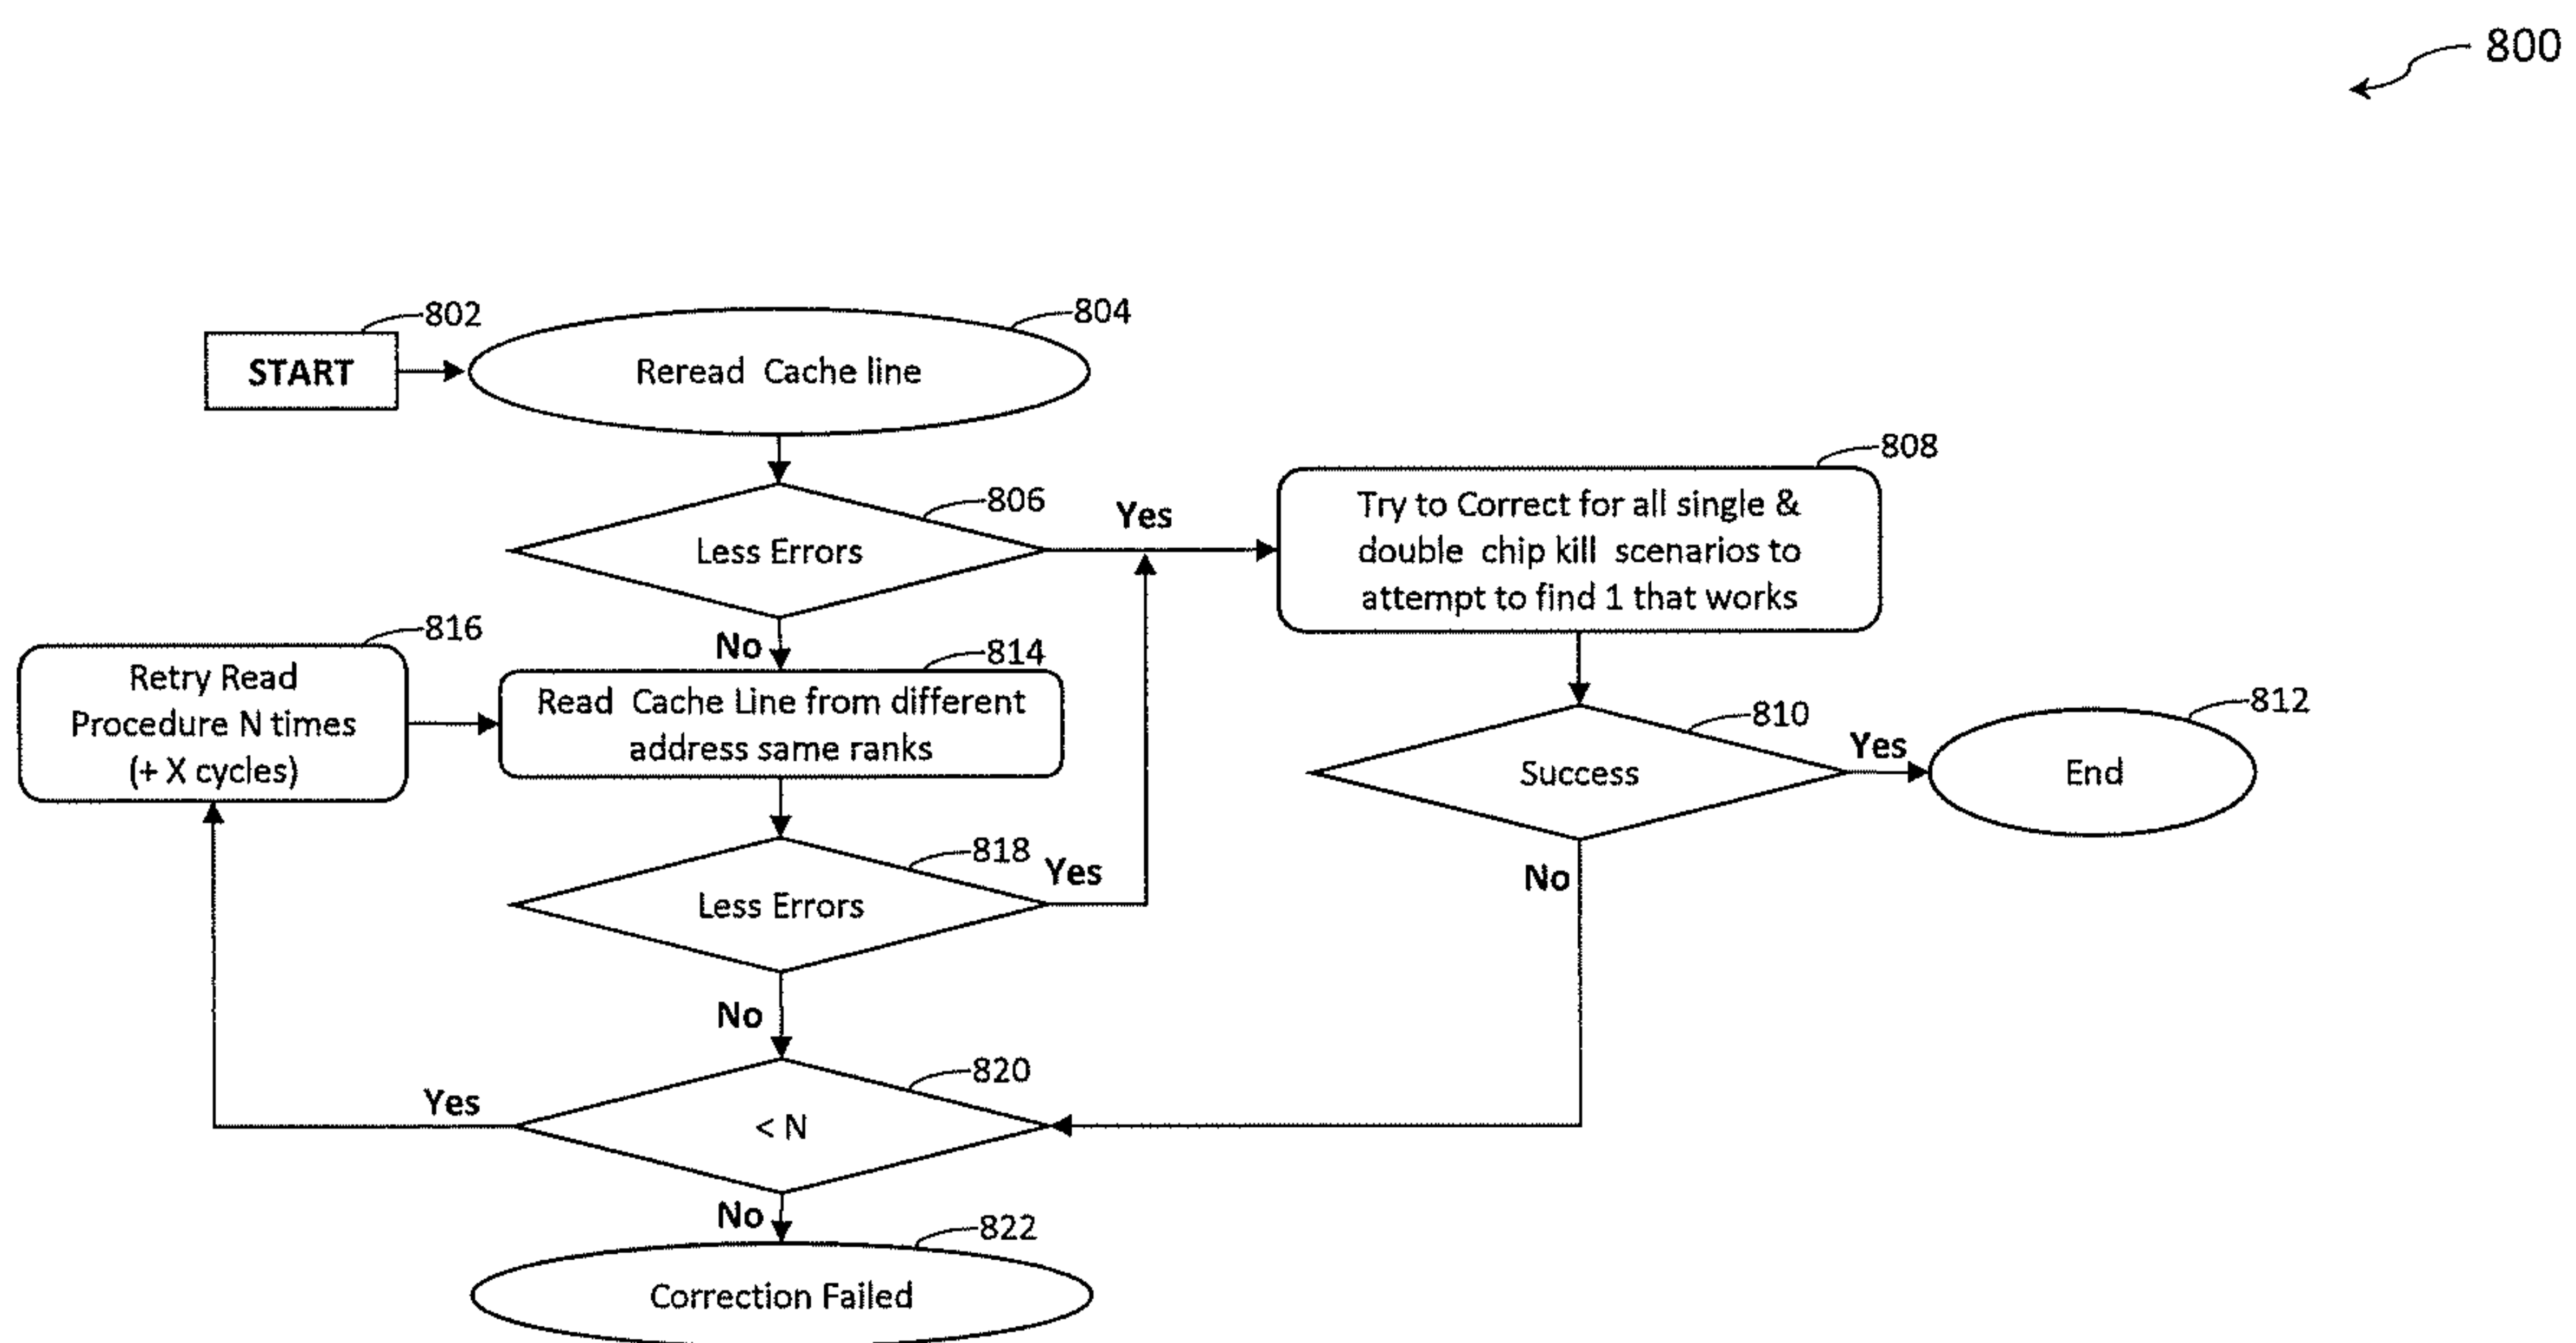 800
802
START
804
Reread Cache line
806
Less Errors
Yes
808
Try to Correct for all single &
double chip kill scenarios to
attempt to find 1 that works
No
816
Retry Read
Procedure N times
(+ X cycles)
814
Read Cache Line from different
address same ranks
810
Success
Yes
812
End
818
Less Errors
Yes
No
No
820
< N
Yes
No
822
Correction Failed